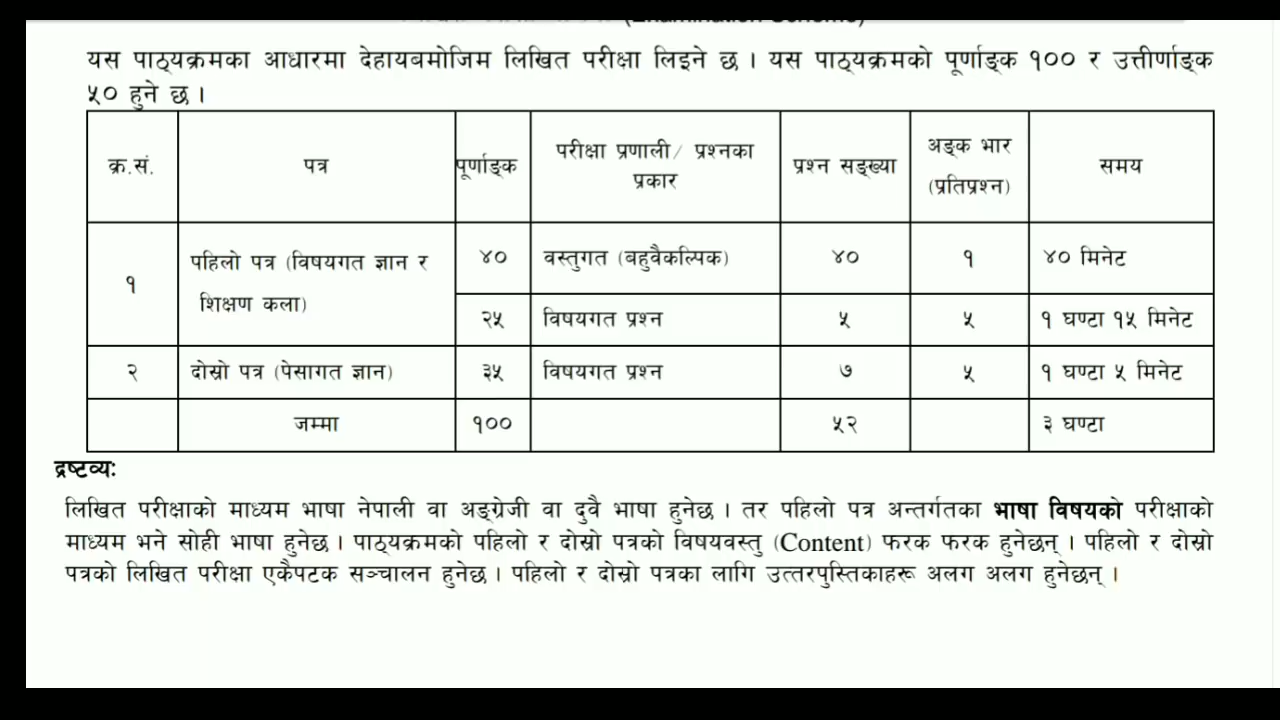 (Examination Scheme)
यस पाठ्यक्रमका आधारमा देहायबमोजिम लिखित परीक्षा लिइने छ । यस पाठ्यक्रमको पूर्णाङ्क १०० र उत्तीर्णाङ्क
५० हुने छ ।
क्र.सं. पत्र पूर्णाङ्क परीक्षा प्रणाली/ प्रश्नका प्रकार प्रश्न सङ्ख्या अङ्क भार (प्रतिप्रश्न) समय
१ पहिलो पत्र (विषयगत ज्ञान र शिक्षण कला) ४० वस्तुगत (बहुवैकल्पिक) ४० १ ४० मिनेट
२५ विषयगत प्रश्न ५ ५ १ घण्टा १५ मिनेट
२ दोस्रो पत्र (पेसागत ज्ञान) ३५ विषयगत प्रश्न ७ ५ १ घण्टा ५ मिनेट
जम्मा १०० ५२ ३ घण्टा
द्रष्टव्यः
लिखित परीक्षाको माध्यम भाषा नेपाली वा अङ्ग्रेजी वा दुवै भाषा हुनेछ । तर पहिलो पत्र अन्तर्गतका भाषा विषयको परीक्षाको
माध्यम भने सोही भाषा हुनेछ । पाठ्यक्रमको पहिलो र दोस्रो पत्रको विषयवस्तु (Content) फरक फरक हुनेछन् । पहिलो र दोस्रो
पत्रको लिखित परीक्षा एकैपटक सञ्चालन हुनेछ । पहिलो र दोस्रो पत्रका लागि उत्तरपुस्तिकाहरू अलग अलग हुनेछन् ।